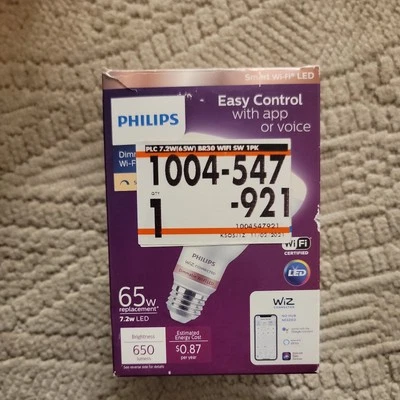 Smart Wi-Fi LED
Easy Control
with app
or voice
PHILIPS
PLC 7.2W(65W) BR30 WIFI SW 1PK
1004-547
-921
QTY
1
1004547921
Dimm
Wi-F
WiFi
CERTIFIED
LED
PHILIPS
65w
replacement*
7.2w LED
WiZ
CONNECTED
Brightness
650
lumens
Estimated
Energy Cost
$0.87
per year